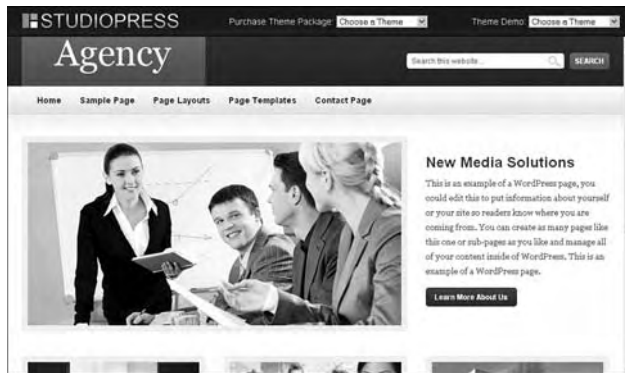 STUDIOPRESS Purchase Theme Package: Choose a Theme Theme Demo: Choose a Theme
Agency
Search this website... SEARCH
Home Sample Page Page Layouts Page Templates Contact Page
New Media Solutions
This is an example of a WordPress page, you
could edit this to put information about yourself
or your site so readers know where you are
coming from. You can create as many pages like
this one or sub-pages as you like and manage all
of your content inside of WordPress. This is an
example of a WordPress page.
Learn More About Us